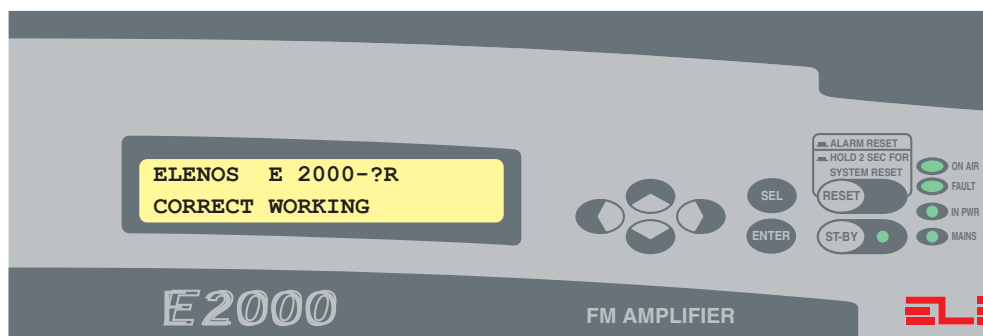 ELENOS  E 2000-?R
CORRECT WORKING
SEL
ENTER
ALARM RESET
HOLD 2 SEC FOR
SYSTEM RESET
RESET
ST-BY
ON AIR
FAULT
IN PWR
MAINS
E2000
FM AMPLIFIER